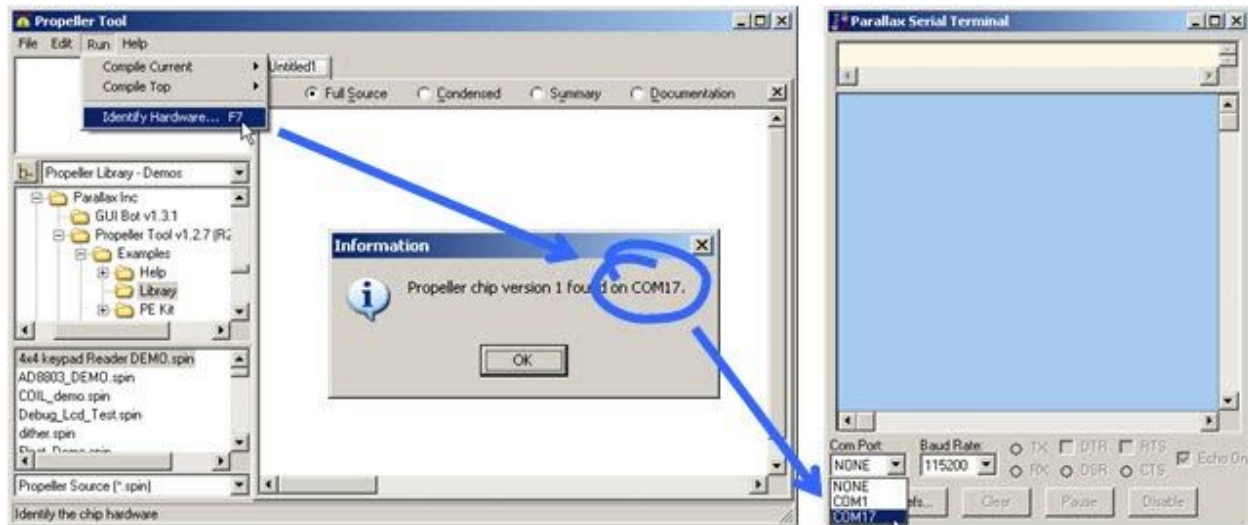 Propeller Tool
File Edit Run Help
Compile Current
Compile Top
Identify Hardware... F7
Untitled1
Full Source Condensed Summary Documentation
Propeller Library - Demos
Parallax Inc
GUI Bot v1.3.1
Propeller Tool v1.2.7 (R2
Examples
Help
Library
PE Kit
4x4 keypad Reader DEMO.spin
AD8803_DEMO.spin
COIL_demo.spin
Debug_Lcd_Test.spin
dither.spin
Propeller Source (*.spin)
Identify the chip hardware
Information
Propeller chip version 1 found on COM17.
OK
Parallax Serial Terminal
Com Port: Baud Rate: TX DTR RTS
NONE 115200 RX DSR CTS Echo On
NONE
COM1
COM17
Clear Pause Disable